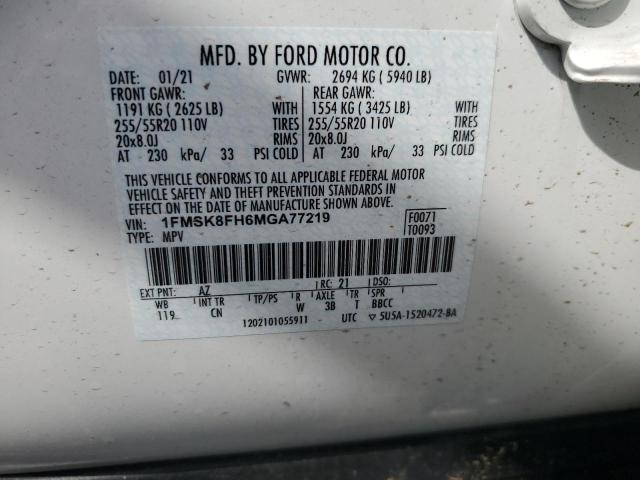 MFD. BY FORD MOTOR CO.
DATE: 01/21 GVWR: 2694 KG ( 5940 LB)
FRONT GAWR: REAR GAWR:
1191 KG ( 2625 LB) WITH 1554 KG ( 3425 LB) WITH
255/55R20 110V TIRES 255/55R20 110V TIRES
20x8.0J RIMS 20x8.0J RIMS
AT 230 kPa/ 33 PSI COLD AT 230 kPa/ 33 PSI COLD
THIS VEHICLE CONFORMS TO ALL APPLICABLE FEDERAL MOTOR
VEHICLE SAFETY AND THEFT PREVENTION STANDARDS IN
EFFECT ON THE DATE OF MANUFACTURE SHOWN ABOVE.
VIN: 1FMSK8FH6MGA77219 F0071
TYPE: MPV T0093
EXT PNT: AZ RC: 21 DSO:
WB INT TR TP/PS R AXLE TR SPR
119 CN W 3B T BBCC
1202101055911 UTC ▽ 5U5A-1520472-BA